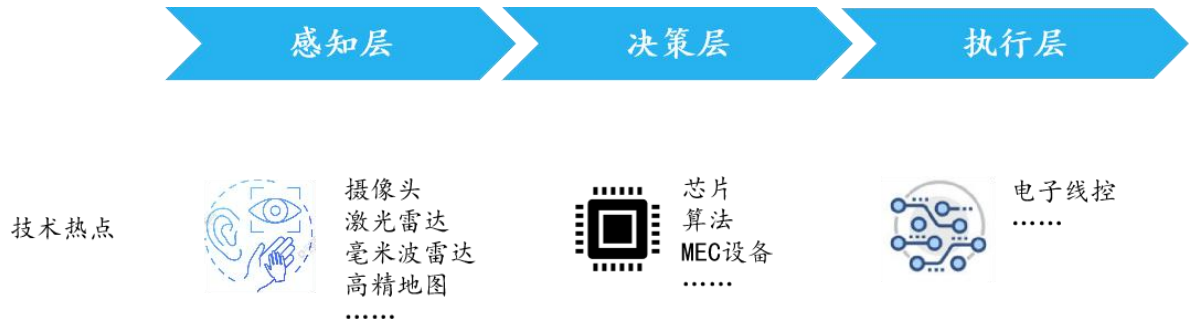 感知层
决策层
执行层
技术热点
摄像头
激光雷达
毫米波雷达
高精地图
……
芯片
算法
MEC设备
……
电子线控
……